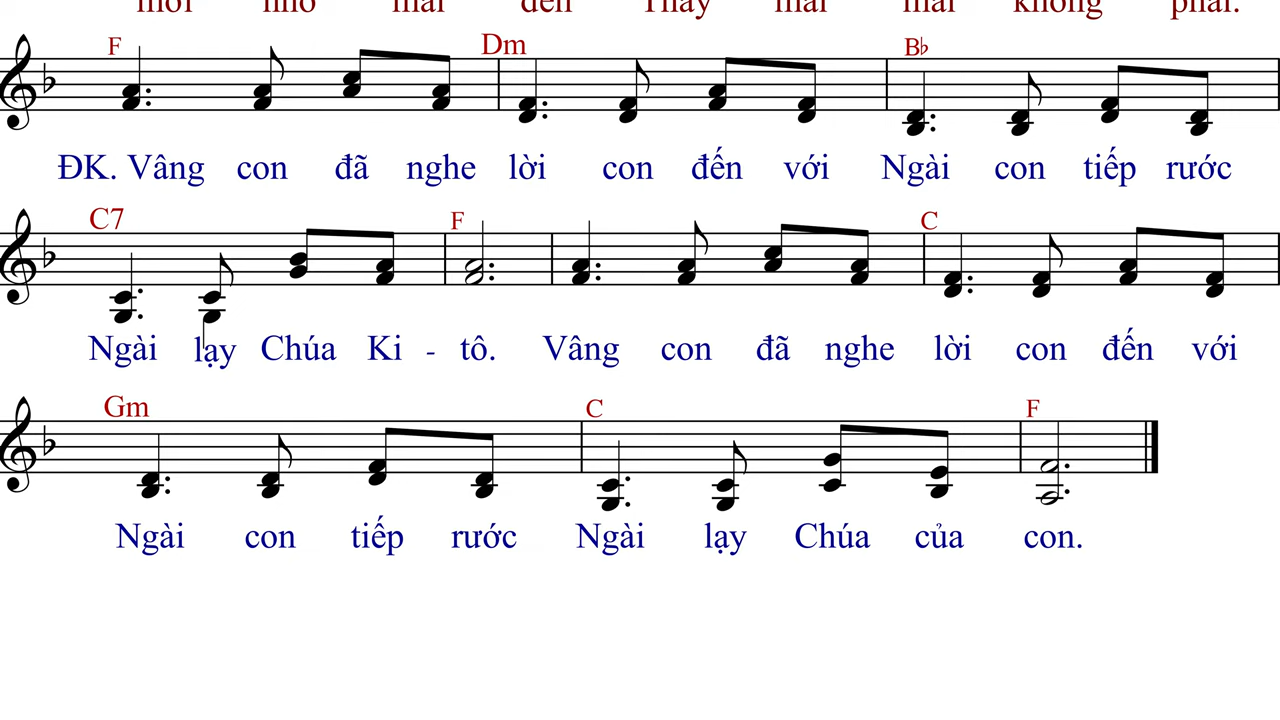 đến
không
F Dm B♭
ĐK. Vâng con đã nghe lời con đến với Ngài con tiếp rước
C7 F C
Ngài lạy Chúa Ki - tô. Vâng con đã nghe lời con đến với
Gm C F
Ngài con tiếp rước Ngài lạy Chúa của con.